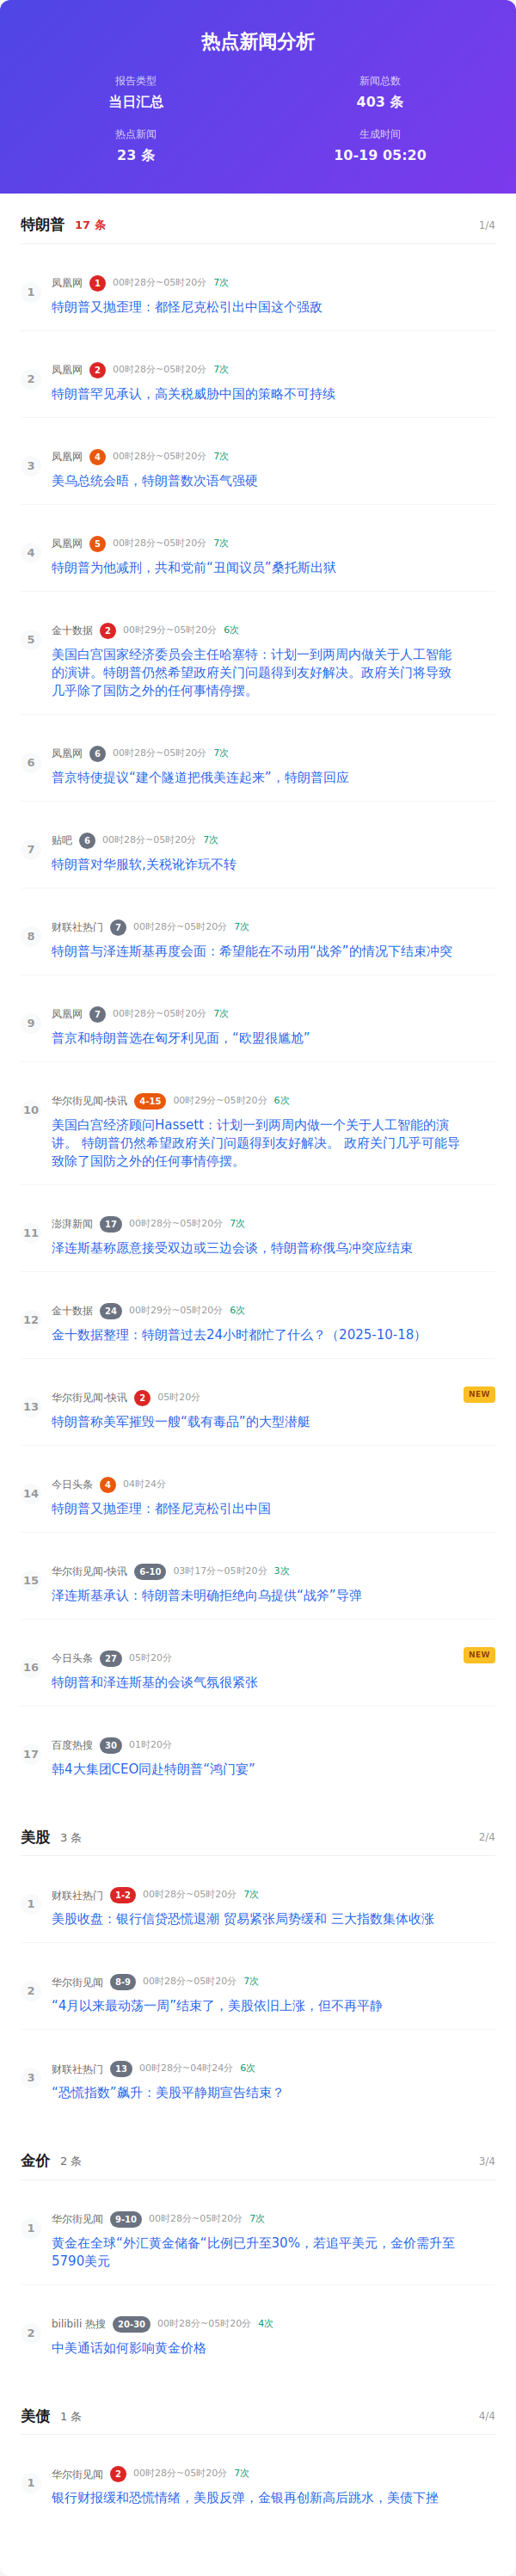 热点新闻分析
报告类型
新闻总数
当日汇总
403 条
热点新闻
生成时间
23 条
10-19 05:20
特朗普 17 条 1/4
1 凤凰网 1 00时28分~05时20分 7次
特朗普又抛歪理：都怪尼克松引出中国这个强敌
2 凤凰网 2 00时28分~05时20分 7次
特朗普罕见承认，高关税威胁中国的策略不可持续
3 凤凰网 4 00时28分~05时20分 7次
美乌总统会晤，特朗普数次语气强硬
4 凤凰网 5 00时28分~05时20分 7次
特朗普为他减刑，共和党前“丑闻议员”桑托斯出狱
5 金十数据 2 00时29分~05时20分 6次
美国白宫国家经济委员会主任哈塞特：计划一到两周内做关于人工智能
的演讲。特朗普仍然希望政府关门问题得到友好解决。政府关门将导致
几乎除了国防之外的任何事情停摆。
6 凤凰网 6 00时28分~05时20分 7次
普京特使提议“建个隧道把俄美连起来”，特朗普回应
7 贴吧 6 00时28分~05时20分 7次
特朗普对华服软,关税讹诈玩不转
8 财联社热门 7 00时28分~05时20分 7次
特朗普与泽连斯基再度会面：希望能在不动用“战斧”的情况下结束冲突
9 凤凰网 7 00时28分~05时20分 7次
普京和特朗普选在匈牙利见面，“欧盟很尴尬”
10 华尔街见闻-快讯 4-15 00时29分~05时20分 6次
美国白宫经济顾问Hassett：计划一到两周内做一个关于人工智能的演
讲。 特朗普仍然希望政府关门问题得到友好解决。 政府关门几乎可能导
致除了国防之外的任何事情停摆。
11 澎湃新闻 17 00时28分~05时20分 7次
泽连斯基称愿意接受双边或三边会谈，特朗普称俄乌冲突应结束
12 金十数据 24 00时29分~05时20分 6次
金十数据整理：特朗普过去24小时都忙了什么？（2025-10-18）
13 华尔街见闻-快讯 2 05时20分 NEW
特朗普称美军摧毁一艘“载有毒品”的大型潜艇
14 今日头条 4 04时24分
特朗普又抛歪理：都怪尼克松引出中国
15 华尔街见闻-快讯 6-10 03时17分~05时20分 3次
泽连斯基承认：特朗普未明确拒绝向乌提供“战斧”导弹
16 今日头条 27 05时20分 NEW
特朗普和泽连斯基的会谈气氛很紧张
17 百度热搜 30 01时20分
韩4大集团CEO同赴特朗普“鸿门宴”
美股 3 条 2/4
1 财联社热门 1-2 00时28分~05时20分 7次
美股收盘：银行信贷恐慌退潮 贸易紧张局势缓和 三大指数集体收涨
2 华尔街见闻 8-9 00时28分~05时20分 7次
“4月以来最动荡一周”结束了，美股依旧上涨，但不再平静
3 财联社热门 13 00时28分~04时24分 6次
“恐慌指数”飙升：美股平静期宣告结束？
金价 2 条 3/4
1 华尔街见闻 9-10 00时28分~05时20分 7次
黄金在全球“外汇黄金储备“比例已升至30%，若追平美元，金价需升至
5790美元
2 bilibili 热搜 20-30 00时28分~05时20分 4次
中美通话如何影响黄金价格
美债 1 条 4/4
1 华尔街见闻 2 00时28分~05时20分 7次
银行财报缓和恐慌情绪，美股反弹，金银再创新高后跳水，美债下挫